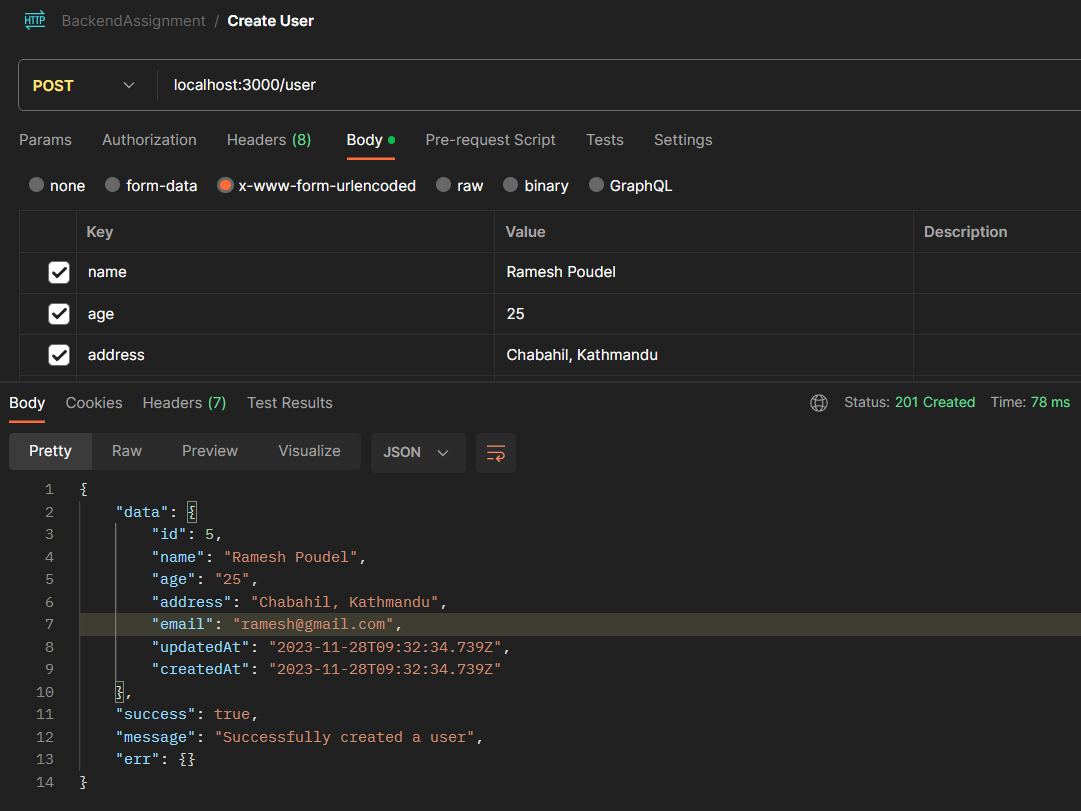 HTTP BackendAssignment / Create User
POST localhost:3000/user
Params Authorization Headers (8) Body Pre-request Script Tests Settings
none form-data x-www-form-urlencoded raw binary GraphQL
Key Value Description
name Ramesh Poudel
age 25
address Chabahil, Kathmandu
Body Cookies Headers (7) Test Results Status: 201 Created Time: 78 ms
Pretty Raw Preview Visualize JSON
1 {
2 "data": {
3 "id": 5,
4 "name": "Ramesh Poudel",
5 "age": "25",
6 "address": "Chabahil, Kathmandu",
7 "email": "ramesh@gmail.com",
8 "updatedAt": "2023-11-28T09:32:34.739Z",
9 "createdAt": "2023-11-28T09:32:34.739Z"
10 },
11 "success": true,
12 "message": "Successfully created a user",
13 "err": {}
14 }